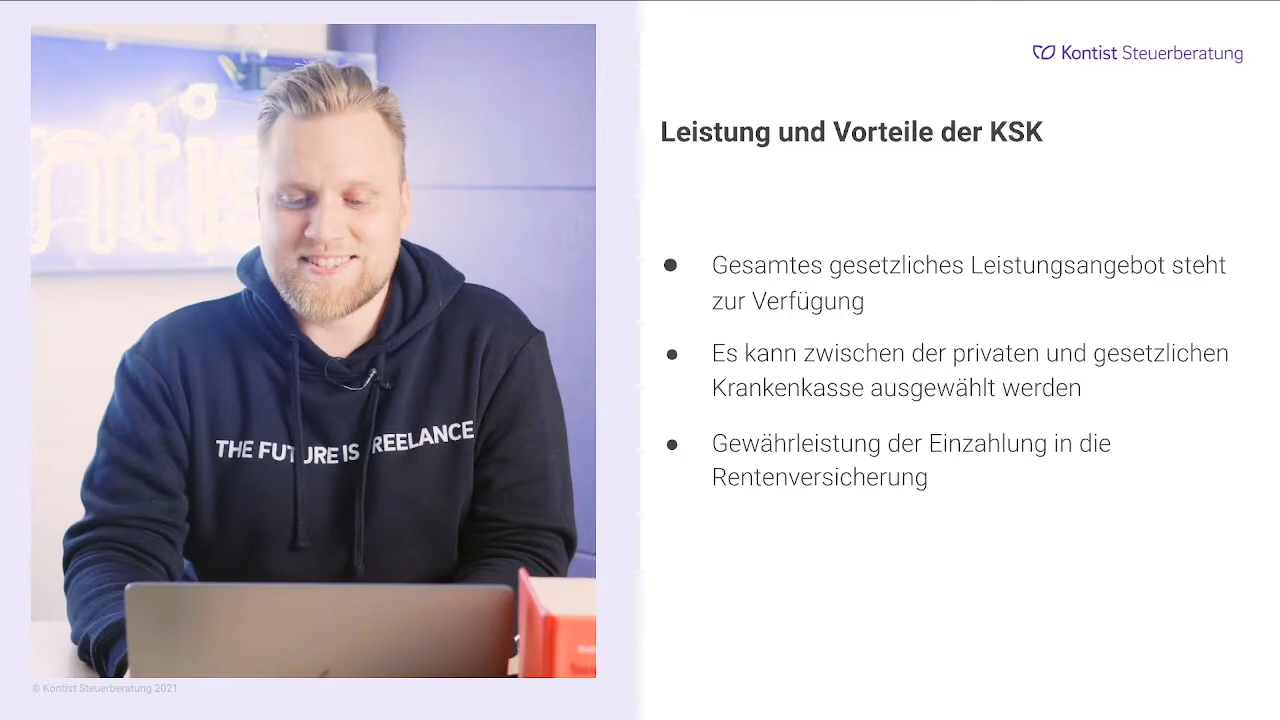 Kontist Steuerberatung
Leistung und Vorteile der KSK
● Gesamtes gesetzliches Leistungsangebot steht
zur Verfügung
● Es kann zwischen der privaten und gesetzlichen
Krankenkasse ausgewählt werden
● Gewährleistung der Einzahlung in die
Rentenversicherung
THE FUTURE IS FREELANCE
© Kontist Steuerberatung 2021